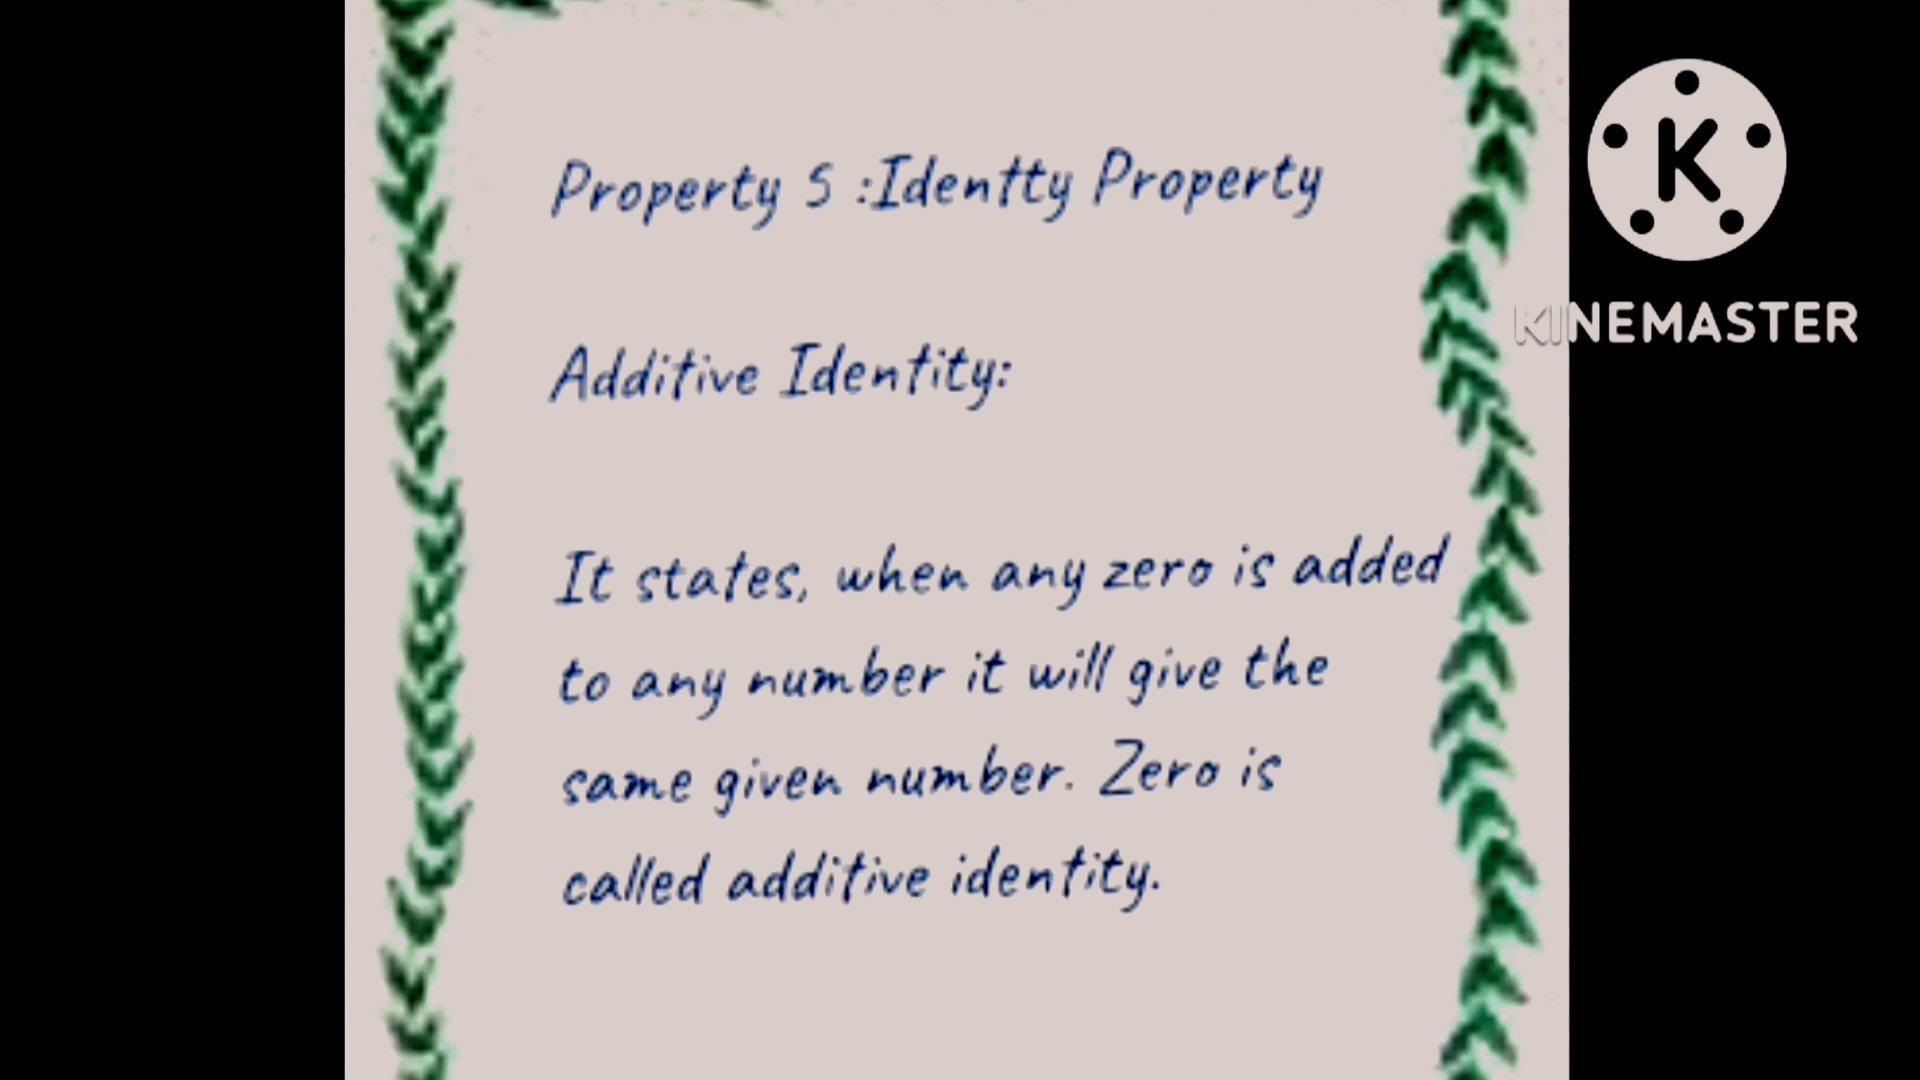 Property 5 :Identty Property
Additive Identity:
It states, when any zero is added
to any number it will give the
same given number. Zero is
called additive identity.
K
KINEMASTER